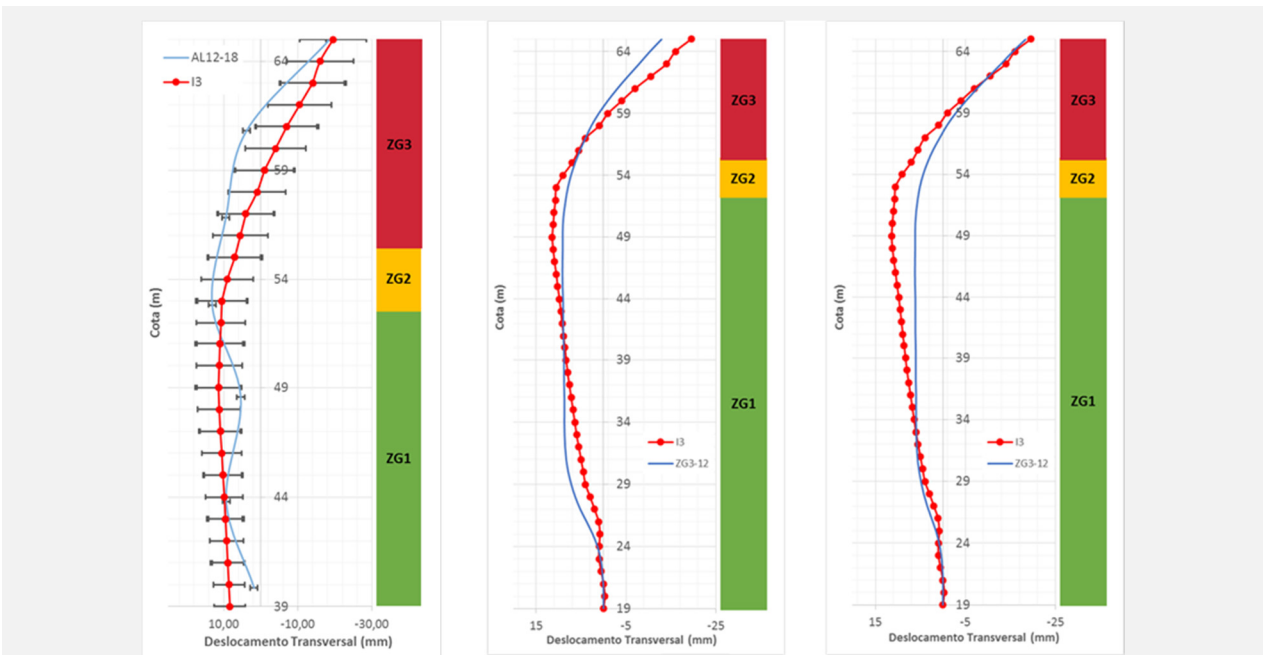 AL12-18
I3
64
59
54
49
44
39
10,00 -10,00 -30,00
Cota (m)
Deslocamento Transversal (mm)
ZG3
ZG2
ZG1
64
59
54
49
44
39
34
29
24
19
15 -5 -25
Cota (m)
Deslocamento Transversal (mm)
I3
ZG3-12
ZG3
ZG2
ZG1
64
59
54
49
44
39
34
29
24
19
15 -5 -25
Cota (m)
Deslocamento Transversal (mm)
I3
ZG3-12
ZG3
ZG2
ZG1